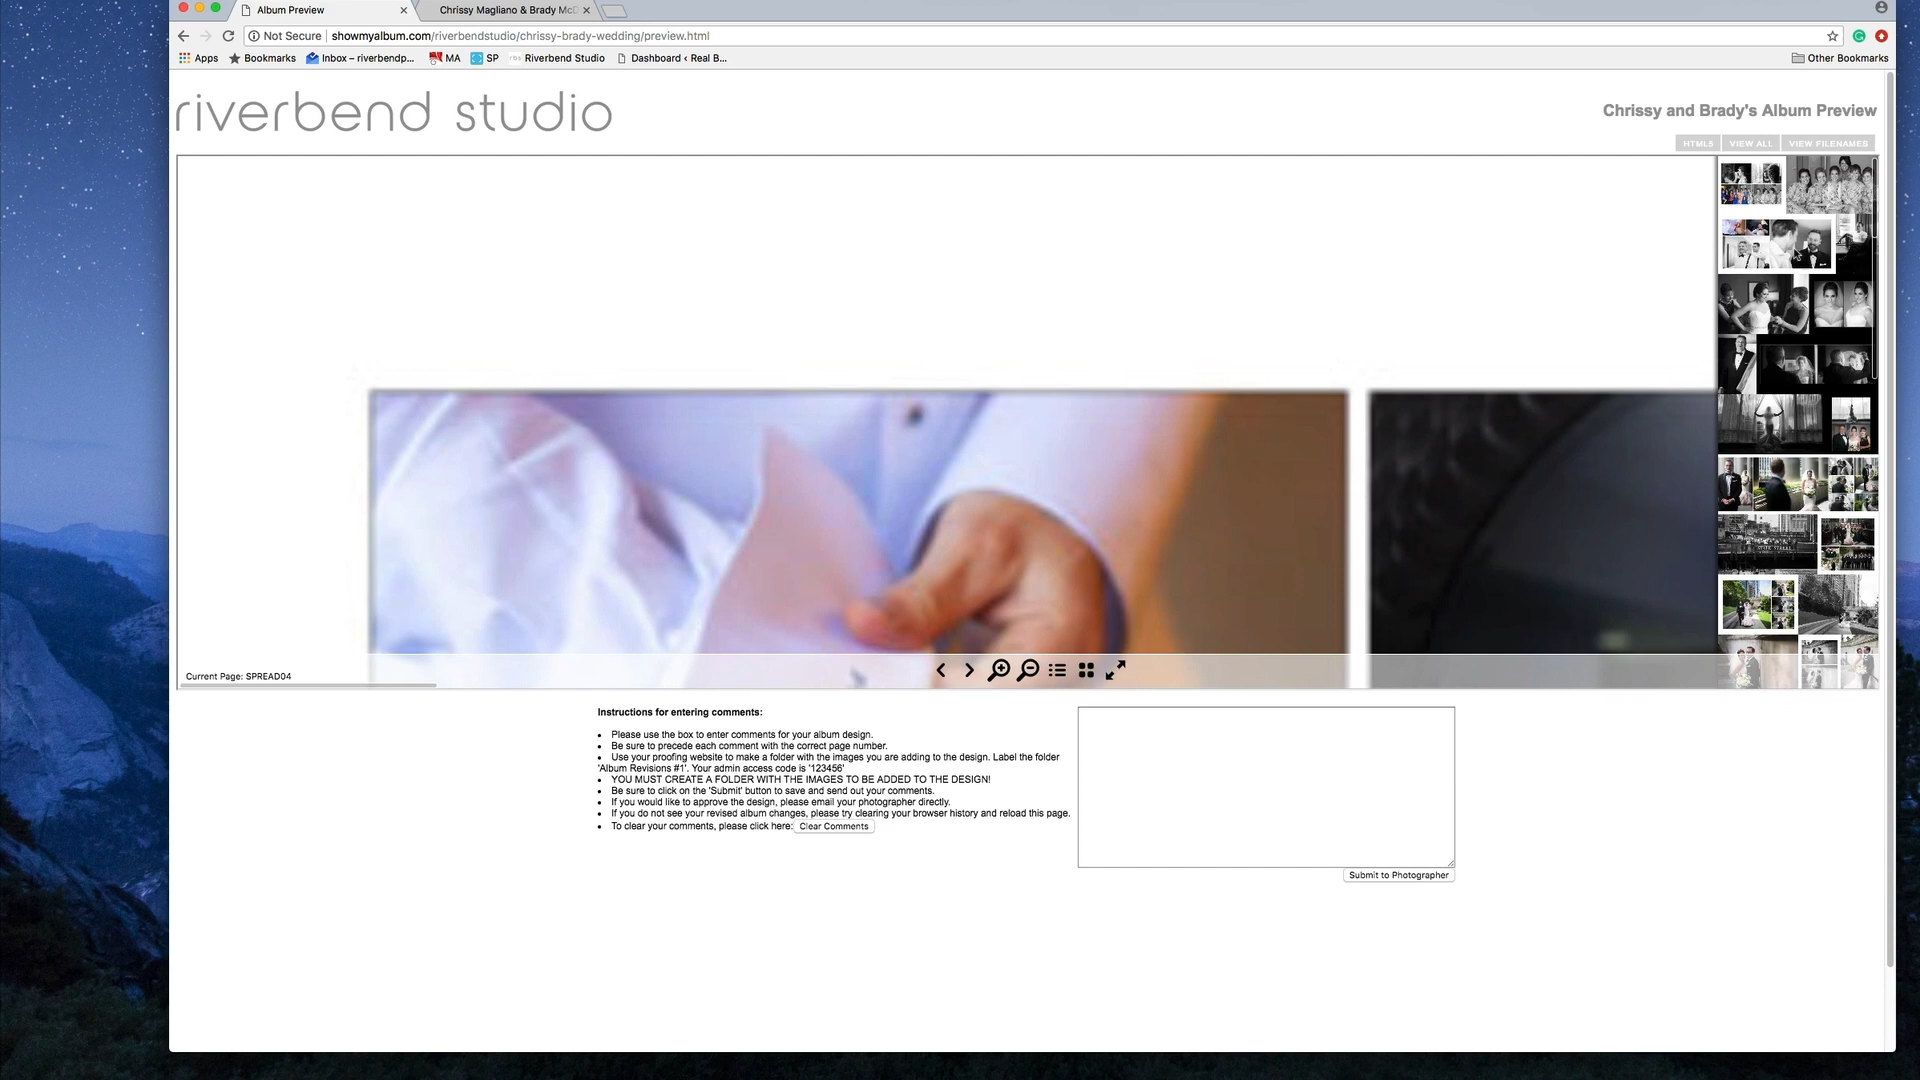 Album Preview
Chrissy Magliano & Brady McD
Not Secure | showmyalbum.com/riverbendstudio/chrissy-brady-wedding/preview.html
Apps Bookmarks Inbox – riverbendp... MA SP Riverbend Studio Dashboard ‹ Real B... Other Bookmarks
riverbend studio
Chrissy and Brady's Album Preview
HTML5 VIEW ALL VIEW FILENAMES
Current Page: SPREAD04
Instructions for entering comments:
• Please use the box to enter comments for your album design.
• Be sure to precede each comment with the correct page number.
• Use your proofing website to make a folder with the images you are adding to the design. Label the folder
'Album Revisions #1'. Your admin access code is '123456'
• YOU MUST CREATE A FOLDER WITH THE IMAGES TO BE ADDED TO THE DESIGN!
• Be sure to click on the 'Submit' button to save and send out your comments.
• If you would like to approve the design, please email your photographer directly.
• If you do not see your revised album changes, please try clearing your browser history and reload this page.
• To clear your comments, please click here: Clear Comments
Submit to Photographer